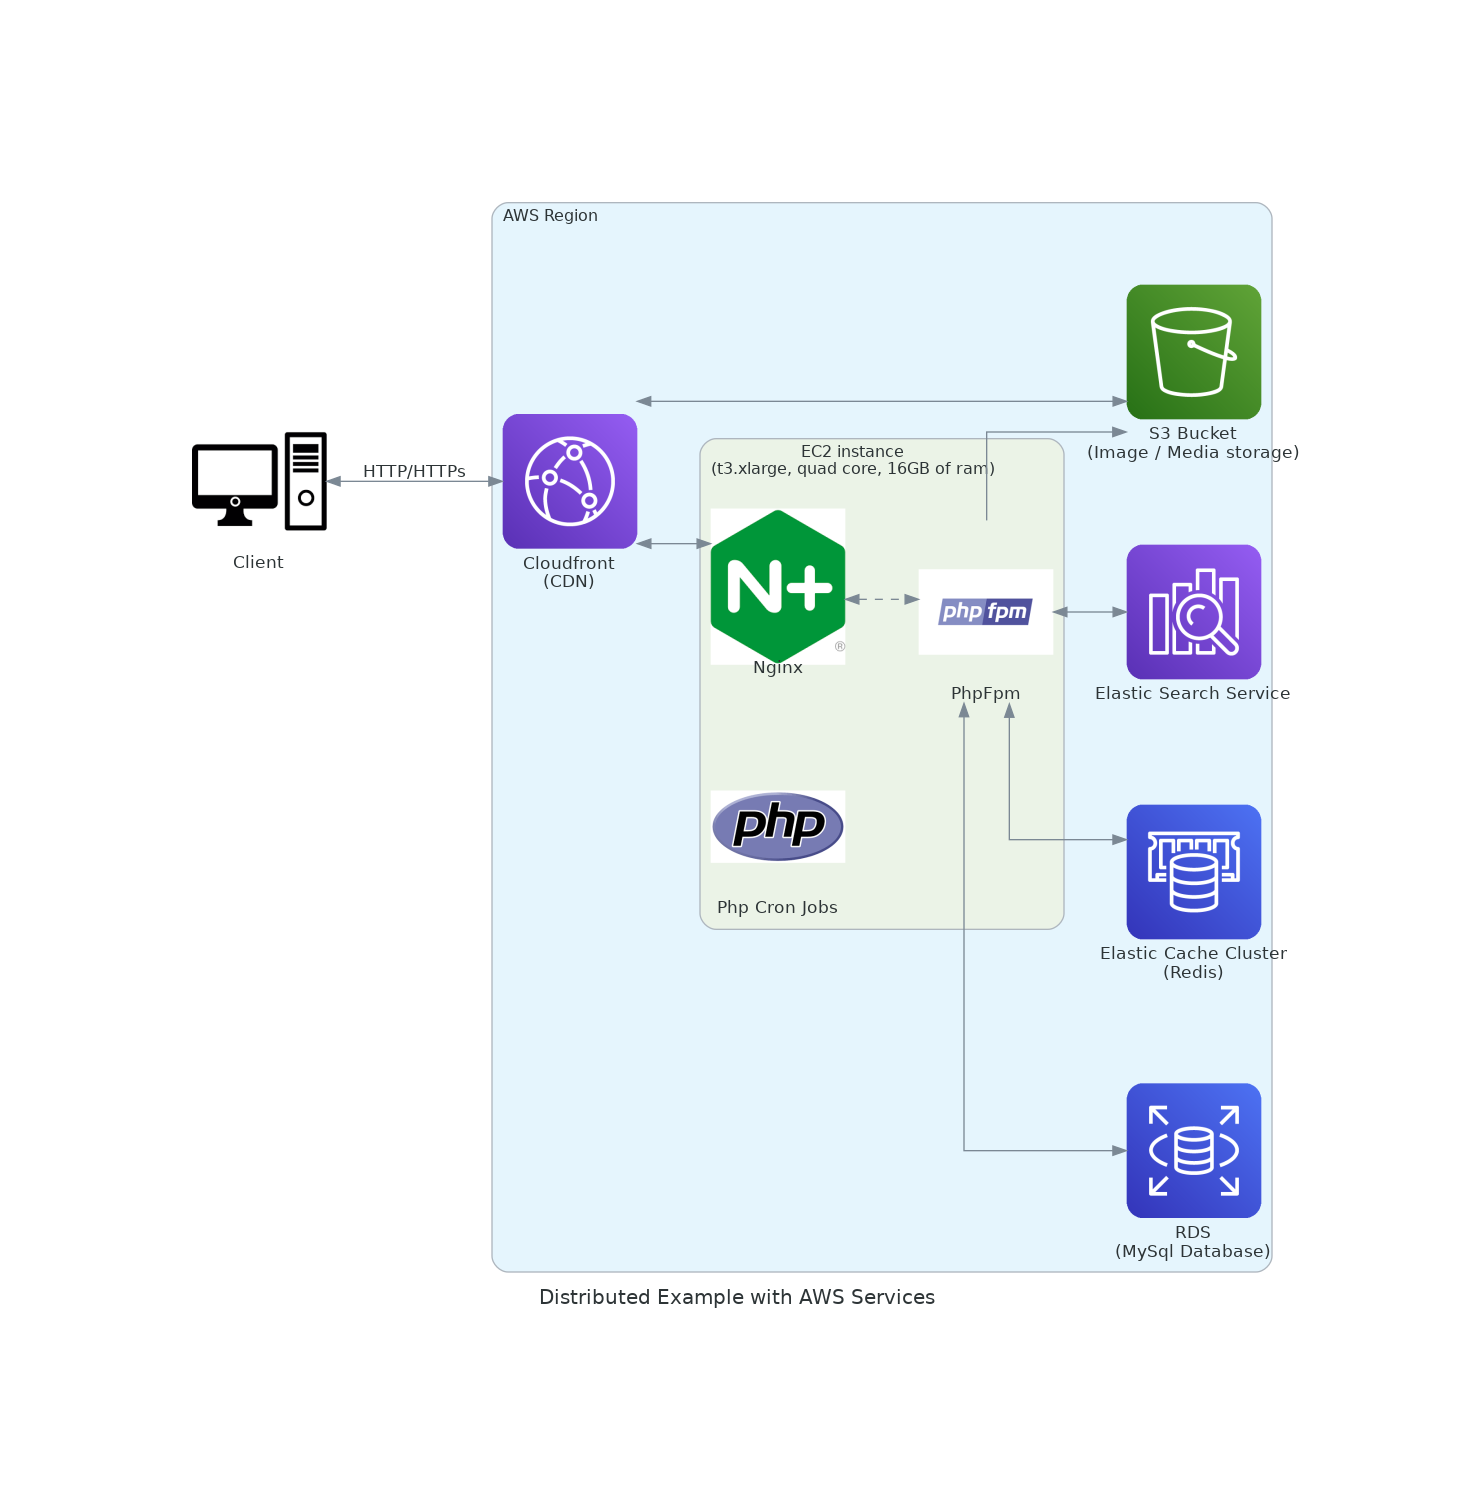 AWS Region
HTTP/HTTPs
Client
Cloudfront
(CDN)
EC2 instance
(t3.xlarge, quad core, 16GB of ram)
N+
®
Nginx
php fpm
PhpFpm
php
Php Cron Jobs
S3 Bucket
(Image / Media storage)
Elastic Search Service
Elastic Cache Cluster
(Redis)
RDS
(MySql Database)
Distributed Example with AWS Services